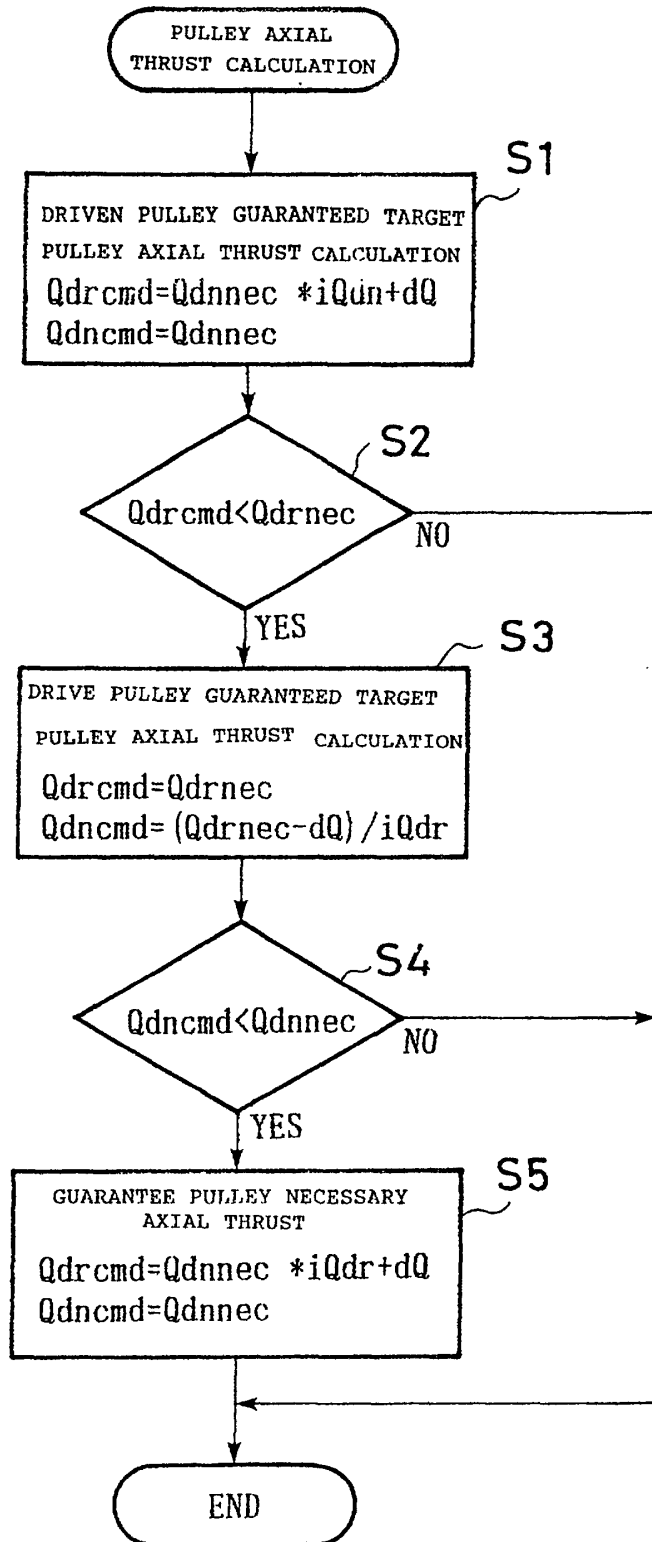 PULLEY AXIAL
THRUST CALCULATION
S1
DRIVEN PULLEY GUARANTEED TARGET
PULLEY AXIAL THRUST CALCULATION
Qdrcmd=Qdnnec *iQdn+dQ
Qdncmd=Qdnnec
S2
Qdrcmd<Qdrnec
NO
YES
S3
DRIVE PULLEY GUARANTEED TARGET
PULLEY AXIAL THRUST CALCULATION
Qdrcmd=Qdrnec
Qdncmd=(Qdrnec-dQ)/iQdr
S4
Qdncmd<Qdnnec
NO
YES
S5
GUARANTEE PULLEY NECESSARY
AXIAL THRUST
Qdrcmd=Qdnnec *iQdr+dQ
Qdncmd=Qdnnec
END